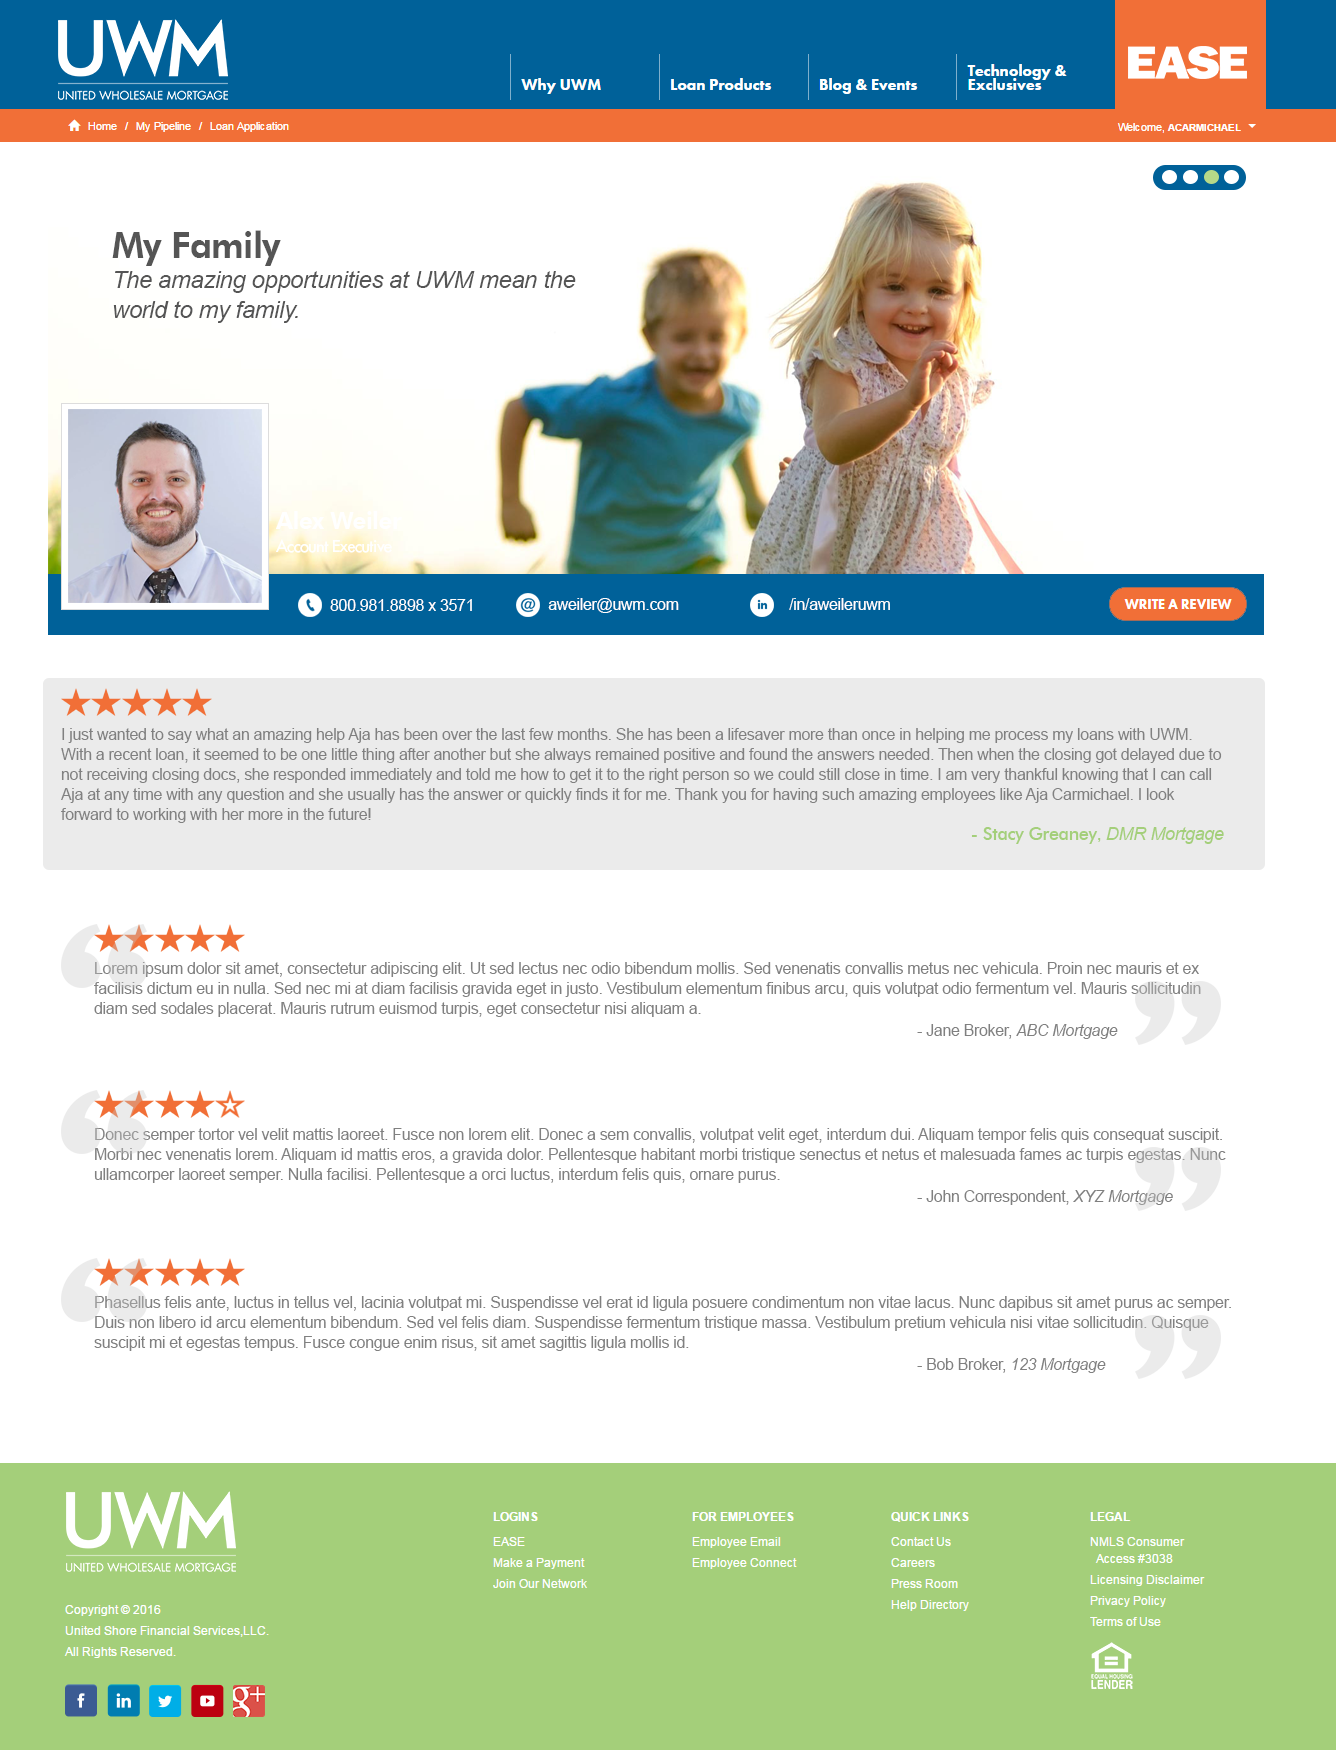 UWM
UNITED WHOLESALE MORTGAGE
Why UWM
Loan Products
Blog & Events
Technology &
Exclusives
EASE
Home / My Pipeline / Loan Application
Welcome, ACARMICHAEL
My Family
The amazing opportunities at UWM mean the
world to my family.
Alex Weiler
Account Executive
800.981.8898 x 3571
@ aweiler@uwm.com
in /in/aweileruwm
WRITE A REVIEW
I just wanted to say what an amazing help Aja has been over the last few months. She has been a lifesaver more than once in helping me process my loans with UWM.
With a recent loan, it seemed to be one little thing after another but she always remained positive and found the answers needed. Then when the closing got delayed due to
not receiving closing docs, she responded immediately and told me how to get it to the right person so we could still close in time. I am very thankful knowing that I can call
Aja at any time with any question and she usually has the answer or quickly finds it for me. Thank you for having such amazing employees like Aja Carmichael. I look
forward to working with her more in the future!
- Stacy Greaney, DMR Mortgage
Lorem ipsum dolor sit amet, consectetur adipiscing elit. Ut sed lectus nec odio bibendum mollis. Sed venenatis convallis metus nec vehicula. Proin nec mauris et ex
facilisis dictum eu in nulla. Sed nec mi at diam facilisis gravida eget in justo. Vestibulum elementum finibus arcu, quis volutpat odio fermentum vel. Mauris sollicitudin
diam sed sodales placerat. Mauris rutrum euismod turpis, eget consectetur nisi aliquam a.
- Jane Broker, ABC Mortgage
Donec semper tortor vel velit mattis laoreet. Fusce non lorem elit. Donec a sem convallis, volutpat velit eget, interdum dui. Aliquam tempor felis quis consequat suscipit.
Morbi nec venenatis lorem. Aliquam id mattis eros, a gravida dolor. Pellentesque habitant morbi tristique senectus et netus et malesuada fames ac turpis egestas. Nunc
ullamcorper laoreet semper. Nulla facilisi. Pellentesque a orci luctus, interdum felis quis, ornare purus.
- John Correspondent, XYZ Mortgage
Phasellus felis ante, luctus in tellus vel, lacinia volutpat mi. Suspendisse vel erat id ligula posuere condimentum non vitae lacus. Nunc dapibus sit amet purus ac semper.
Duis non libero id arcu elementum bibendum. Sed vel felis diam. Suspendisse fermentum tristique massa. Vestibulum pretium vehicula nisi vitae sollicitudin. Quisque
suscipit mi et egestas tempus. Fusce congue enim risus, sit amet sagittis ligula mollis id.
- Bob Broker, 123 Mortgage
UWM
UNITED WHOLESALE MORTGAGE
Copyright © 2016
United Shore Financial Services,LLC.
All Rights Reserved.
f in g+
LOGINS
EASE
Make a Payment
Join Our Network
FOR EMPLOYEES
Employee Email
Employee Connect
QUICK LINKS
Contact Us
Careers
Press Room
Help Directory
LEGAL
NMLS Consumer
Access #3038
Licensing Disclaimer
Privacy Policy
Terms of Use
EQUAL HOUSING
LENDER